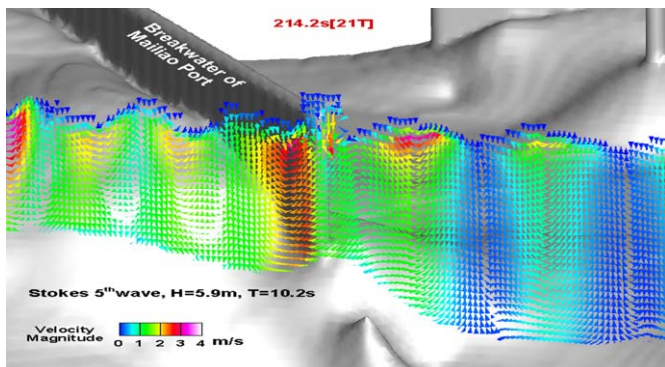 214.2s[21T]
Breakwater of
Mailiao Port
Stokes 5th wave, H=5.9m, T=10.2s
Velocity
Magnitude
0 1 2 3 4 m/s